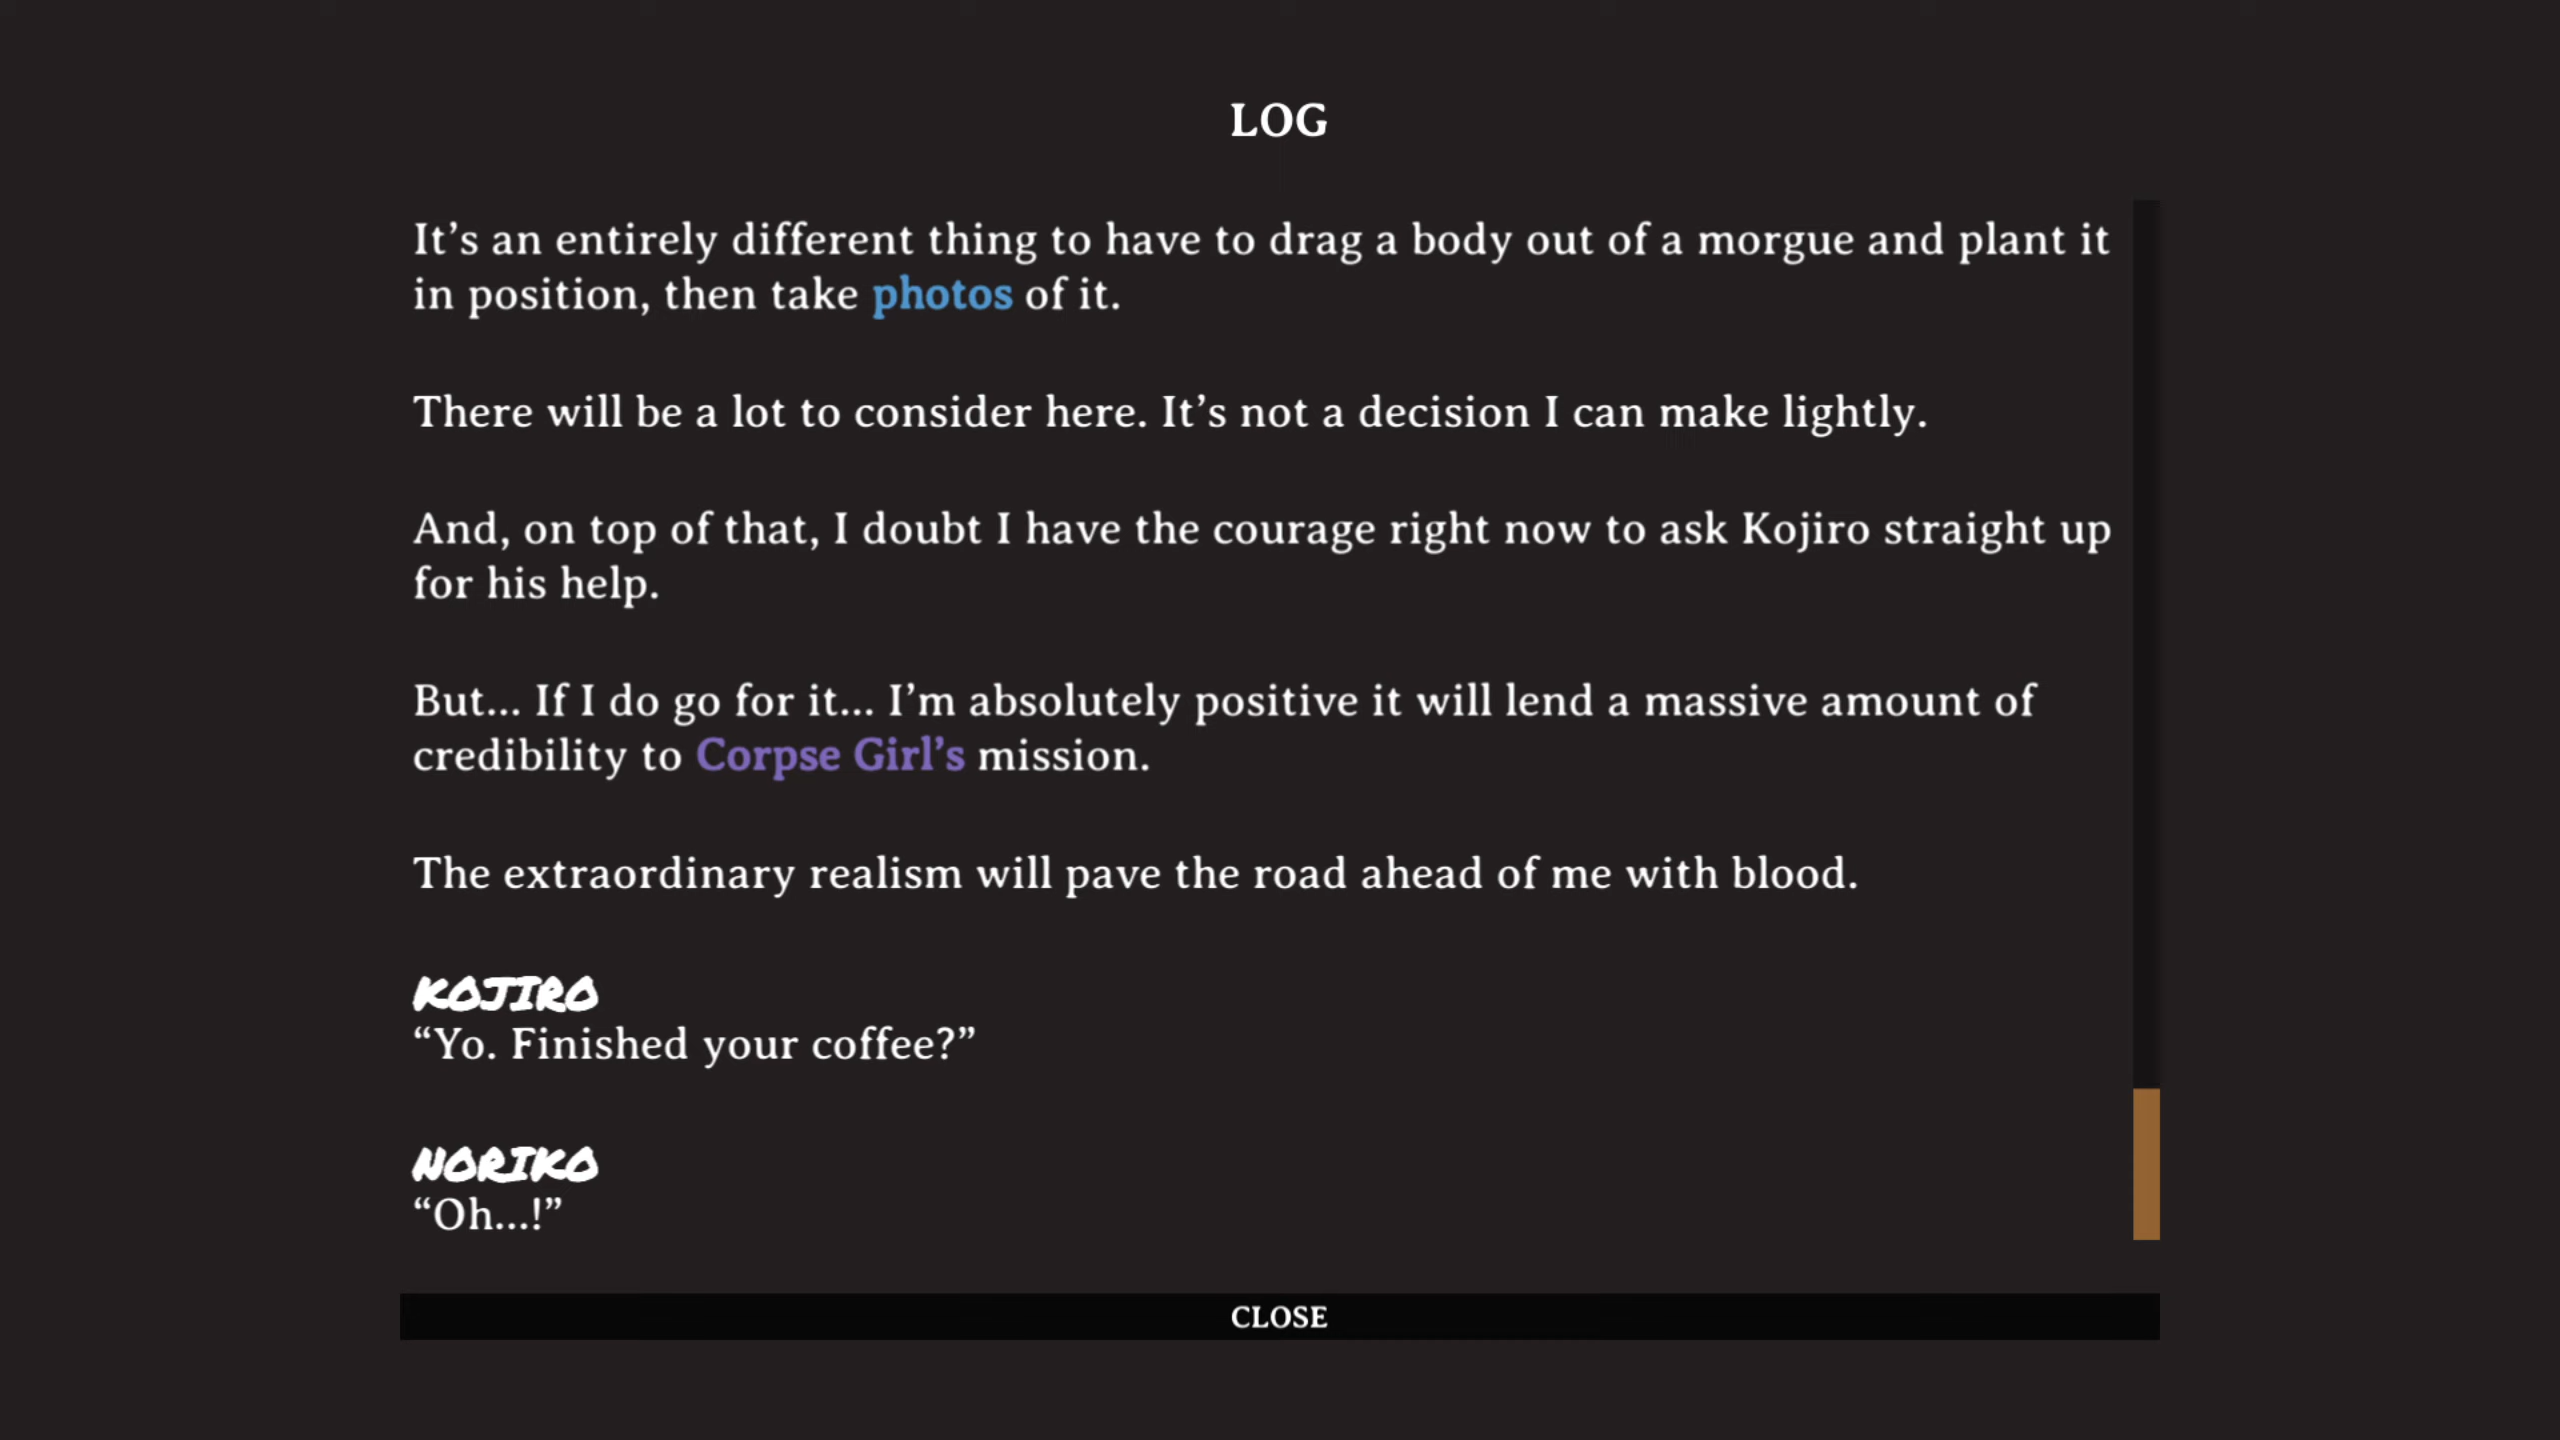 LOG
It’s an entirely different thing to have to drag a body out of a morgue and plant it
in position, then take photos of it.
There will be a lot to consider here. It’s not a decision I can make lightly.
And, on top of that, I doubt I have the courage right now to ask Kojiro straight up
for his help.
But... If I do go for it... I’m absolutely positive it will lend a massive amount of
credibility to Corpse Girl’s mission.
The extraordinary realism will pave the road ahead of me with blood.
KOJIRO
“Yo. Finished your coffee?”
NORIKO
“Oh...!”
CLOSE